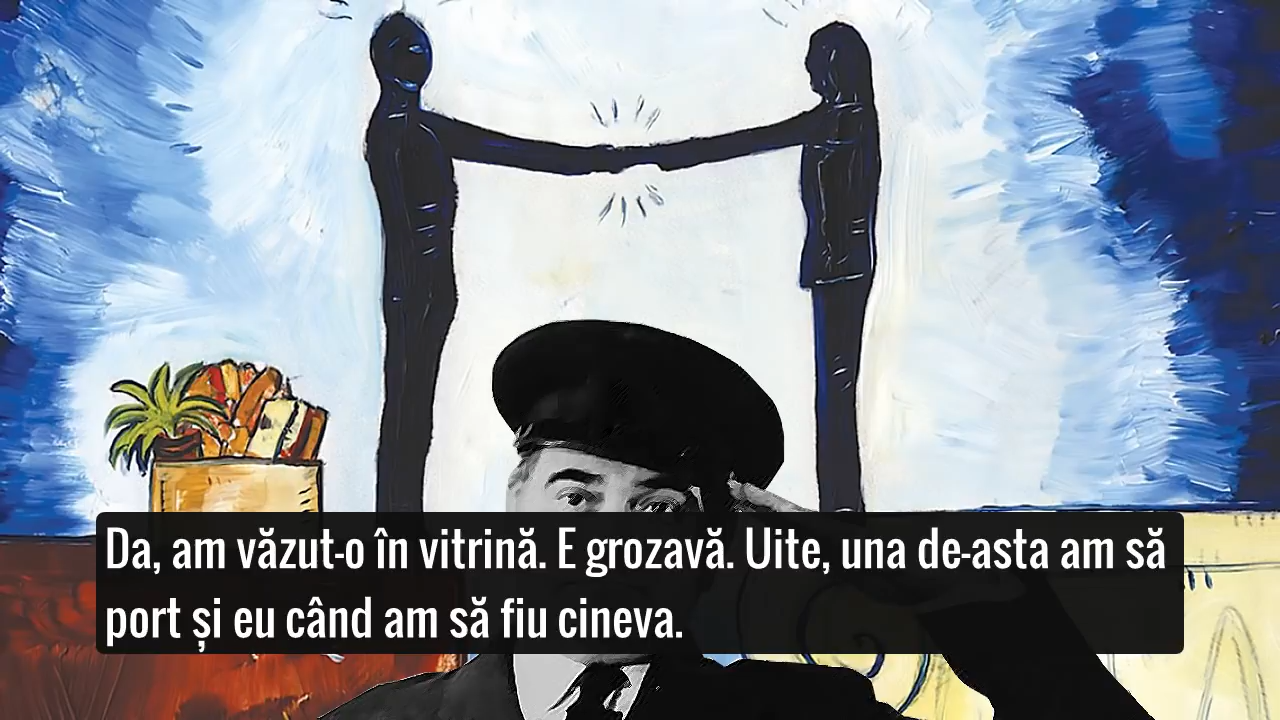 Da, am văzut-o în vitrină. E grozavă. Uite, una de-asta am să
port și eu când am să fiu cineva.